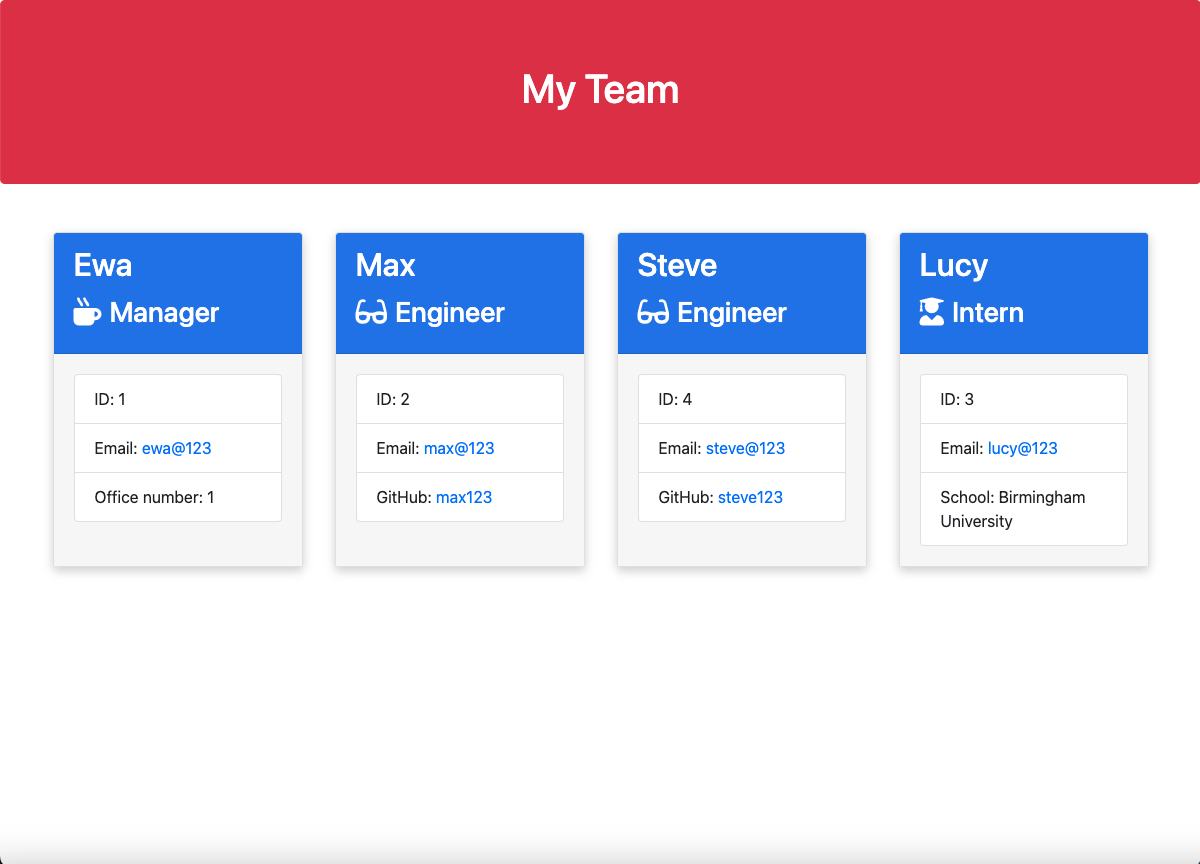 My Team
Ewa
Manager
ID: 1
Email: ewa@123
Office number: 1
Max
Engineer
ID: 2
Email: max@123
GitHub: max123
Steve
Engineer
ID: 4
Email: steve@123
GitHub: steve123
Lucy
Intern
ID: 3
Email: lucy@123
School: Birmingham
University